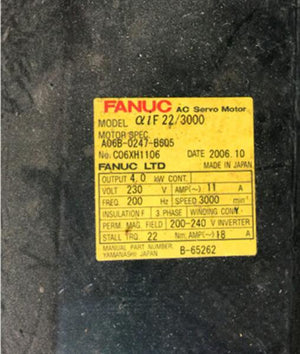 FANUC AC Servo Motor
MODEL αiF 22/3000
MOTOR SPEC.
A06B-0247-B605
No. C06XH1106 DATE 2006.10
FANUC LTD MADE IN JAPAN
OUTPUT 4.0 kW CONT.
VOLT 230 V AMP(~) 11 A
FREQ. 200 Hz SPEED 3000 min⁻¹
INSULATION F 3 PHASE WINDING CONY
PERM. MAG. FIELD 200-240 V INVERTER
STALL TRQ. 22 Nm, AMP(~) 18 A
MANUAL PART NUMBER B-65262
YAMANASHI JAPAN